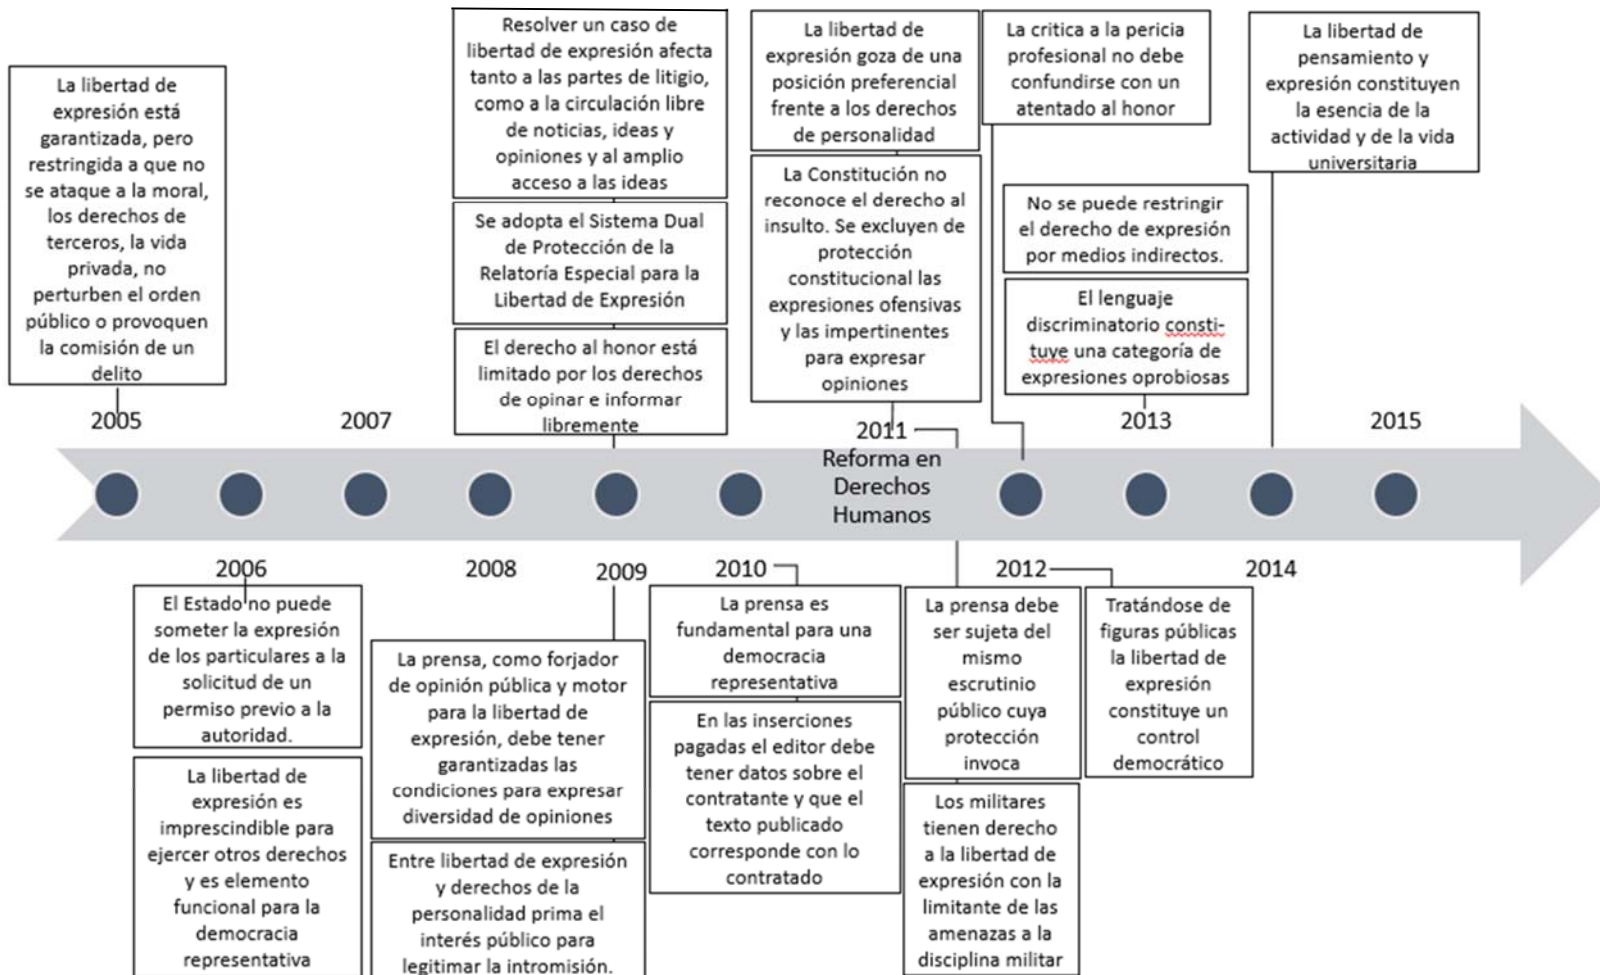 La libertad de
expresión está
garantizada, pero
restringida a que no
se ataque a la moral,
los derechos de
terceros, la vida
privada, no
perturben el orden
público o provoquen
la comisión de un
delito
2005
2007
Resolver un caso de
libertad de expresión afecta
tanto a las partes de litigio,
como a la circulación libre
de noticias, ideas y
opiniones y al amplio
acceso a las ideas
Se adopta el Sistema Dual
de Protección de la
Relatoría Especial para la
Libertad de Expresión
El derecho al honor está
limitado por los derechos
de opinar e informar
libremente
La libertad de
expresión goza de una
posición preferencial
frente a los derechos
de personalidad
La Constitución no
reconoce el derecho al
insulto. Se excluyen de
protección
constitucional las
expresiones ofensivas
y las impertinentes
para expresar
opiniones
2011
Reforma en
Derechos
Humanos
La critica a la pericia
profesional no debe
confundirse con un
atentado al honor
No se puede restringir
el derecho de expresión
por medios indirectos.
El lenguaje
discriminatorio consti-
tuye una categoría de
expresiones oprobiosas
2013
La libertad de
pensamiento y
expresión constituyen
la esencia de la
actividad y de la vida
universitaria
2015
2006
El Estado no puede
someter la expresión
de los particulares a la
solicitud de un
permiso previo a la
autoridad.
La libertad de
expresión es
imprescindible para
ejercer otros derechos
y es elemento
funcional para la
democracia
representativa
2008
2009
La prensa, como forjador
de opinión pública y motor
para la libertad de
expresión, debe tener
garantizadas las
condiciones para expresar
diversidad de opiniones
Entre libertad de expresión
y derechos de la
personalidad prima el
interés público para
legitimar la intromisión.
2010
La prensa es
fundamental para una
democracia
representativa
En las inserciones
pagadas el editor debe
tener datos sobre el
contratante y que el
texto publicado
corresponde con lo
contratado
La prensa debe
ser sujeta del
mismo
escrutinio
público cuya
protección
invoca
Los militares
tienen derecho
a la libertad de
expresión con la
limitante de las
amenazas a la
disciplina militar
2012
Tratándose de
figuras públicas
la libertad de
expresión
constituye un
control
democrático
2014